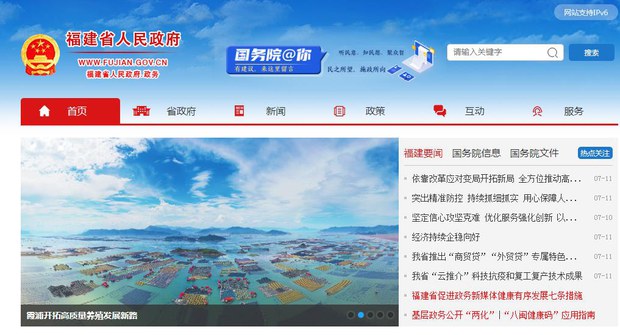 网站支持IPv6
福建省人民政府
WWW.FUJIAN.GOV.CN
福建省人民政府.政务
国务院@你
有建议，来这里留言
听民意、知民愿、聚众智
民之所望、施政所向
请输入关键字
搜索
首页
省政府
新闻
政策
互动
服务
福建要闻 国务院信息 国务院文件 热点关注
依靠改革应对变局开拓新局 全方位推动高... 07-11
突出精准防控 持续抓细抓实 用心保障人... 07-11
坚定信心攻坚克难 优化服务强化创新 以... 07-10
经济持续企稳向好 07-11
我省推出“商贸贷”“外贸贷”专属特色... 07-11
我省“云推介”科技抗疫和复工复产技术成果 07-11
福建省促进政务新媒体健康有序发展七条措施
基层政务公开“两化”|“八闽健康码”应用指南
霞浦开拓高质量养殖发展新路